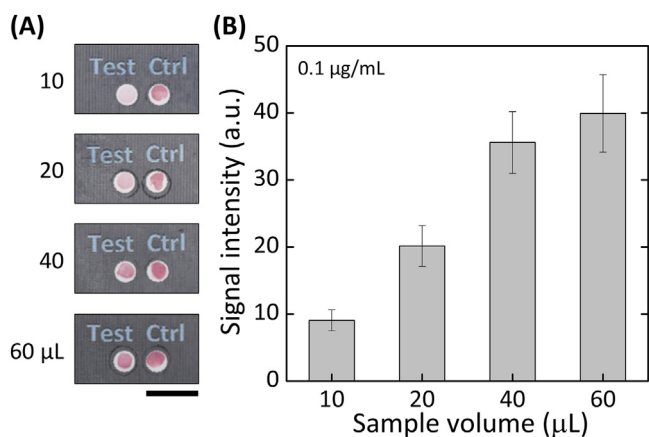 (A)
10
Test Ctrl
20
Test Ctrl
40
Test Ctrl
60 μL
Test Ctrl
(B)
0.1 μg/mL
Signal intensity (a.u.)
50
40
30
20
10
0
10 20 40 60
Sample volume (μL)